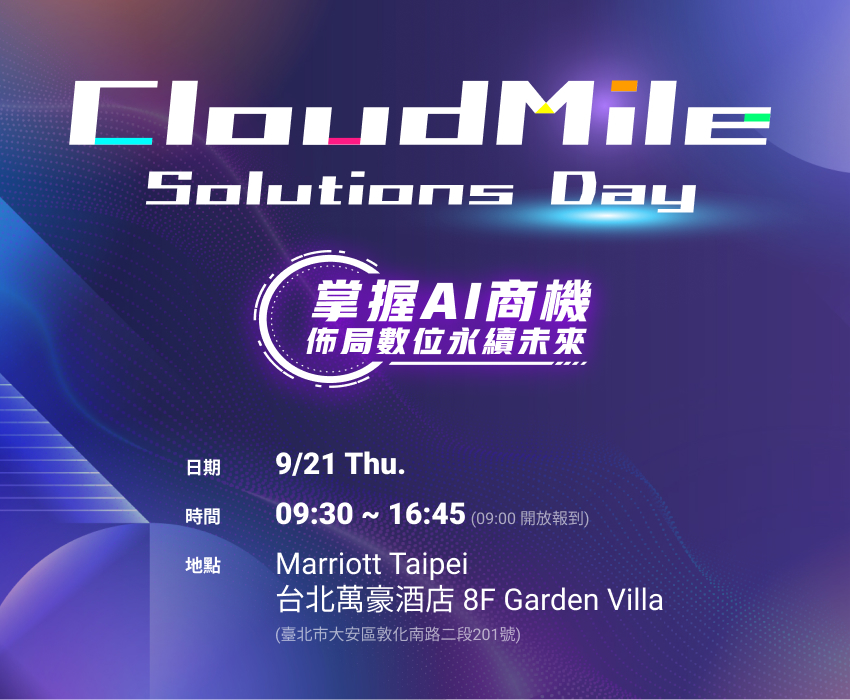 CloudMile
Solutions Day
掌握AI商機
佈局數位永續未來
日期 9/21 Thu.
時間 09:30 ~ 16:45 (09:00 開放報到)
地點 Marriott Taipei
台北萬豪酒店 8F Garden Villa
(臺北市大安區敦化南路二段201號)